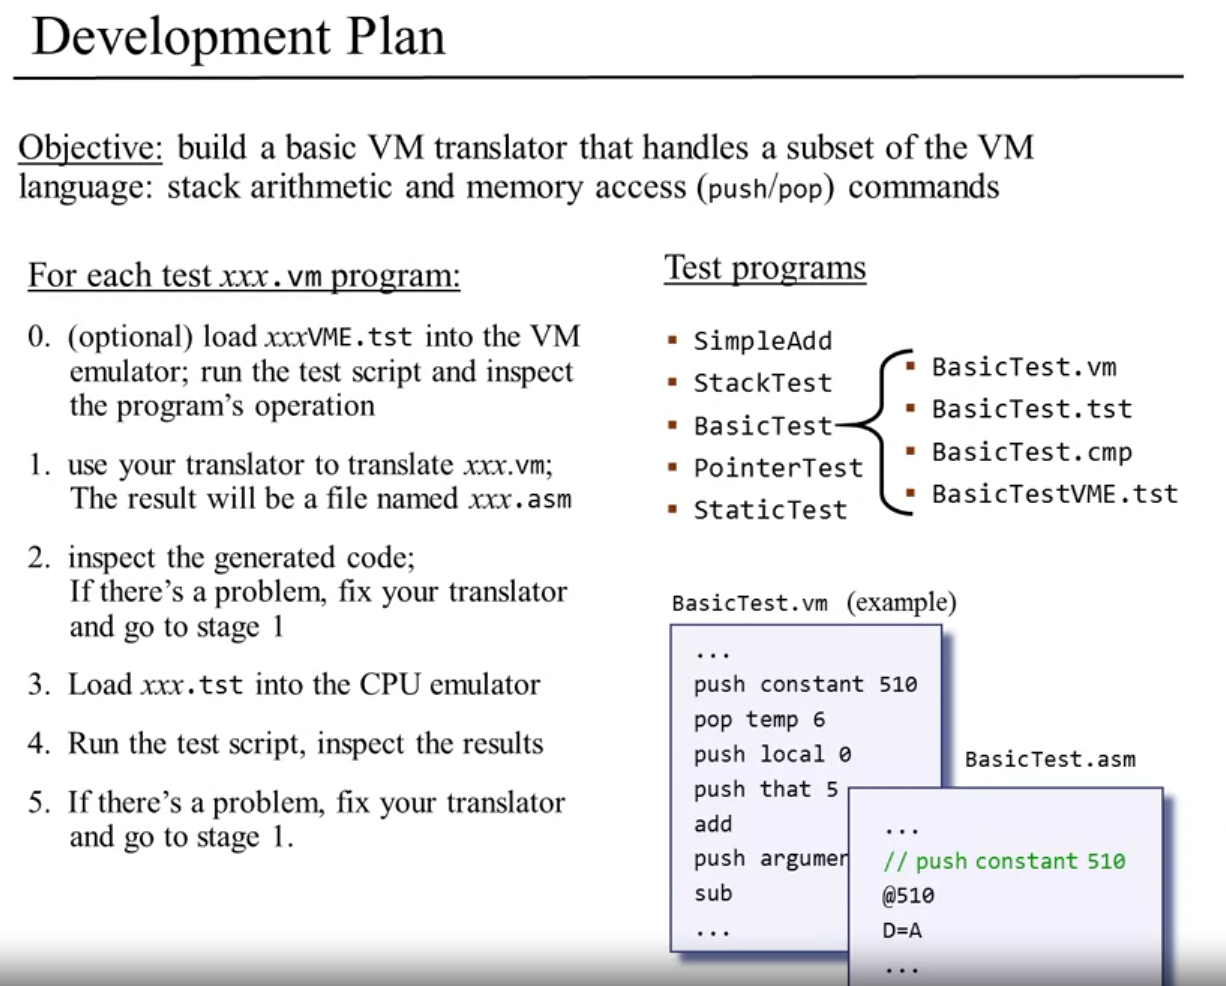 Development Plan
Objective: build a basic VM translator that handles a subset of the VM
language: stack arithmetic and memory access (push/pop) commands
For each test xxx.vm program:
0. (optional) load xxxVME.tst into the VM
emulator; run the test script and inspect
the program's operation
1. use your translator to translate xxx.vm;
The result will be a file named xxx.asm
2. inspect the generated code;
If there's a problem, fix your translator
and go to stage 1
3. Load xxx.tst into the CPU emulator
4. Run the test script, inspect the results
5. If there's a problem, fix your translator
and go to stage 1.
Test programs
▪ SimpleAdd
▪ StackTest
▪ BasicTest
▪ PointerTest
▪ StaticTest
▪ BasicTest.vm
▪ BasicTest.tst
▪ BasicTest.cmp
▪ BasicTestVME.tst
BasicTest.vm (example)
...
push constant 510
pop temp 6
push local 0
push that 5
add
push argumen
sub
...
BasicTest.asm
...
// push constant 510
@510
D=A
...